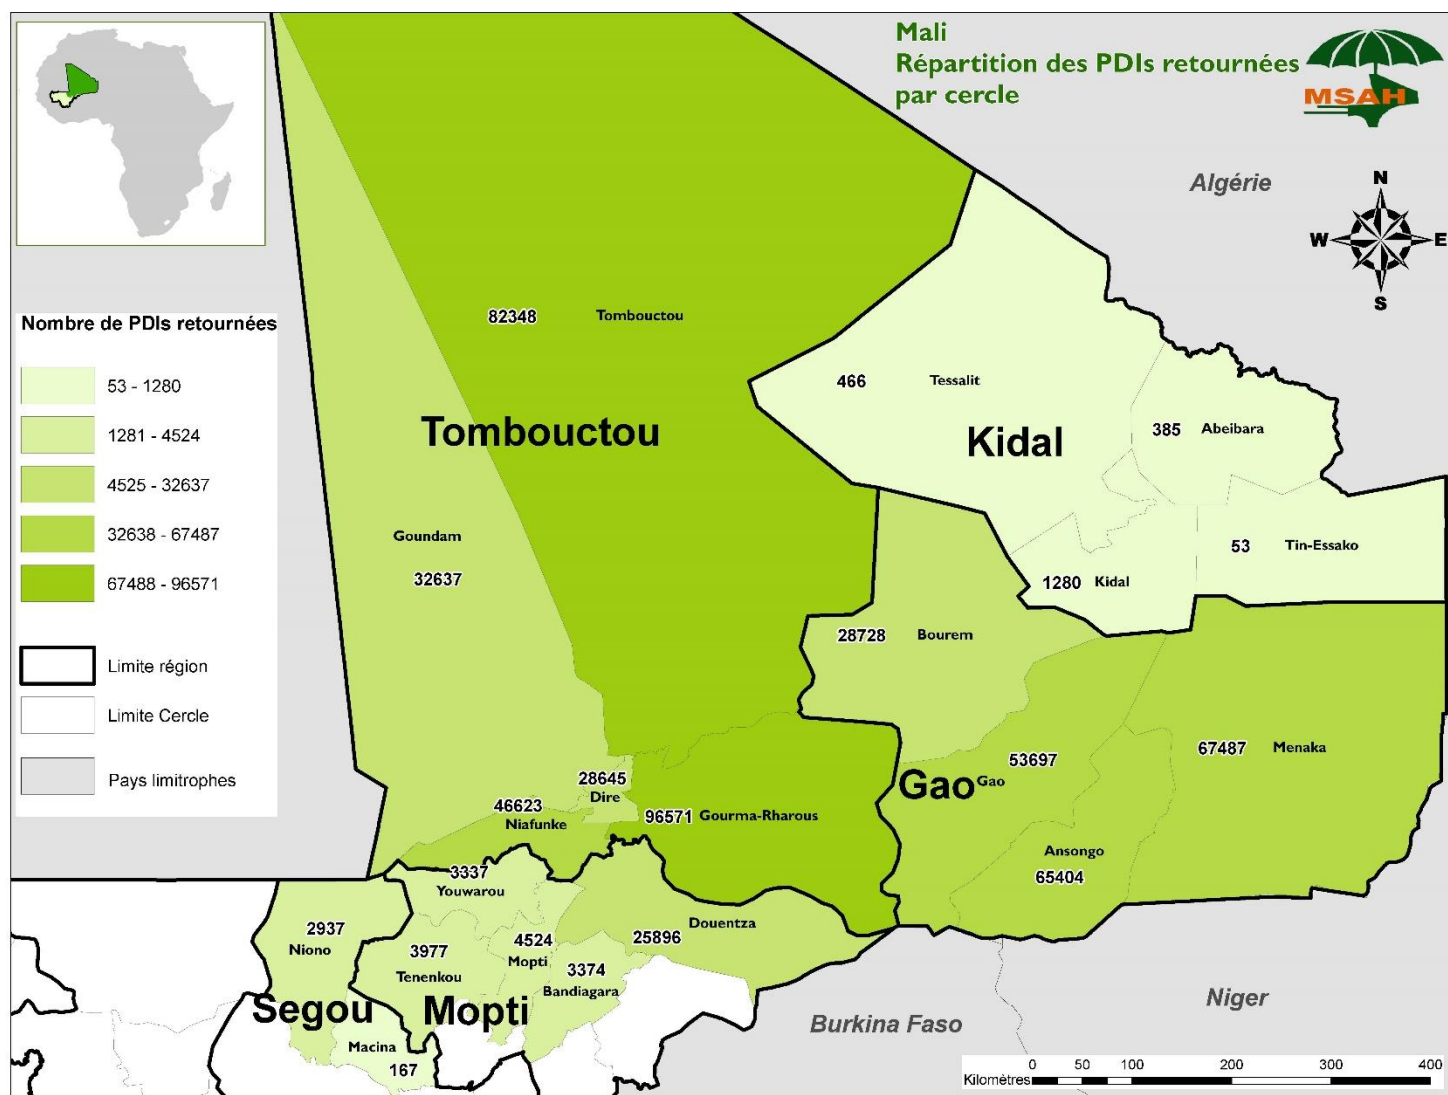 Mali
Répartition des PDIs retournées
par cercle
MSAH
Algérie
N
W
E
S
Nombre de PDIs retournées
53 - 1280
1281 - 4524
4525 - 32637
32638 - 67487
67488 - 96571
Limite région
Limite Cercle
Pays limitrophes
82348
Tombouctou
466
Tessalit
Tombouctou
Kidal
385
Abeibara
Goundam
32637
53
Tin-Essako
1280
Kidal
28728
Bourem
53697
Gao
Gao
67487
Menaka
28645
Dire
46623
Niafunke
96571
Gourma-Rharous
Ansongo
65404
3337
Youwarou
2937
Niono
3977
Tenenkou
4524
Mopti
Douentza
25896
3374
Bandiagara
Segou
Mopti
Macina
167
Burkina Faso
Niger
Kilomètres
0 50 100 200 300 400